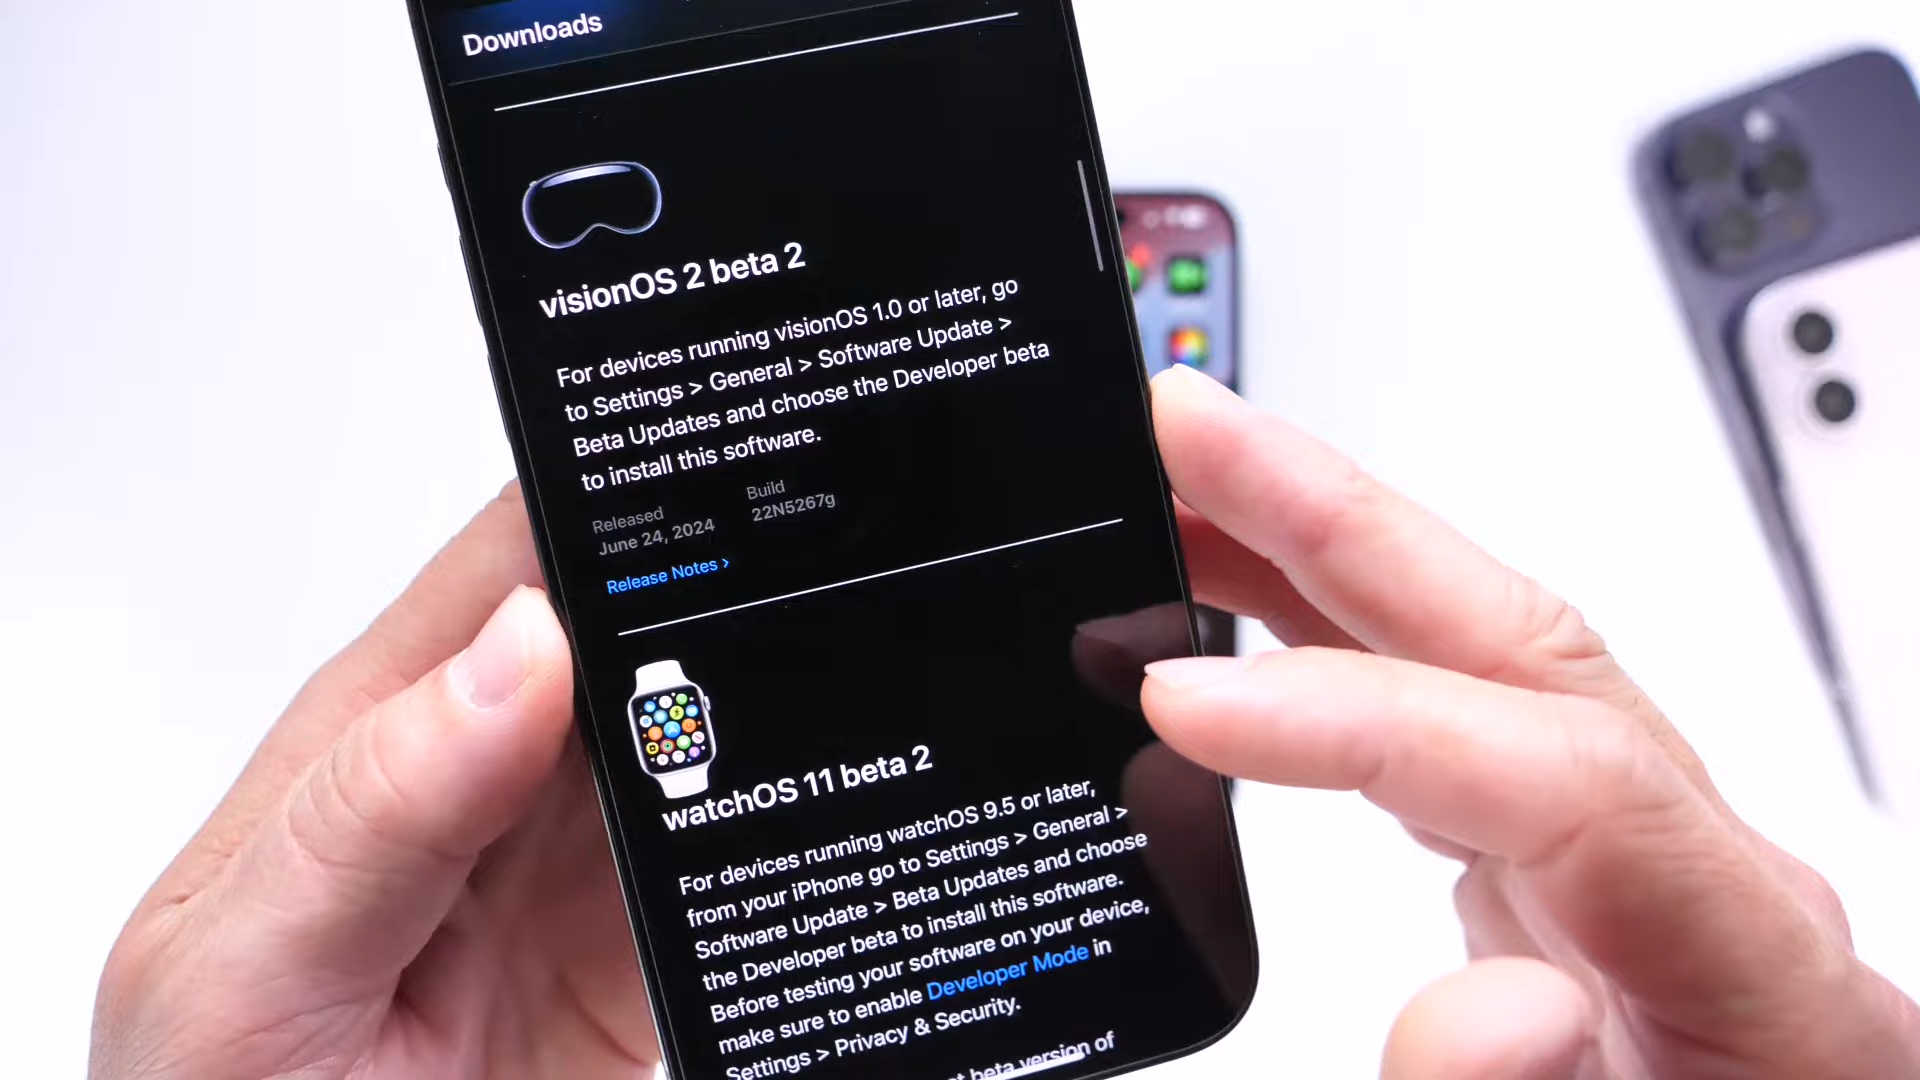 Downloads
visionOS 2 beta 2
For devices running visionOS 1.0 or later, go
to Settings > General > Software Update >
Beta Updates and choose the Developer beta
to install this software.
Released
June 24, 2024
Build
22N5267g
Release Notes >
watchOS 11 beta 2
For devices running watchOS 9.5 or later,
from your iPhone go to Settings > General >
Software Update > Beta Updates and choose
the Developer beta to install this software.
Before testing your software on your device,
make sure to enable Developer Mode in
Settings > Privacy & Security.
beta version of